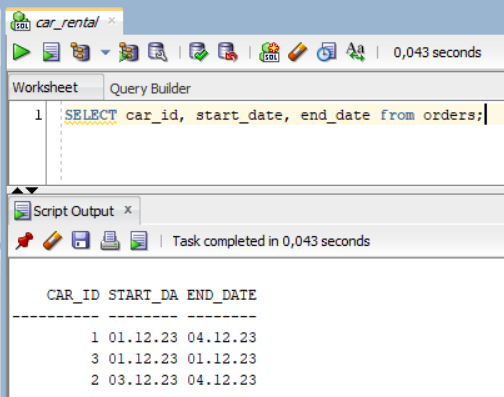 SQL car_rental ×
0,043 seconds
Worksheet Query Builder
1 SELECT car_id, start_date, end_date from orders;
Script Output x
Task completed in 0,043 seconds
CAR_ID START_DA END_DATE
---------- -------- --------
1 01.12.23 04.12.23
3 01.12.23 01.12.23
2 03.12.23 04.12.23